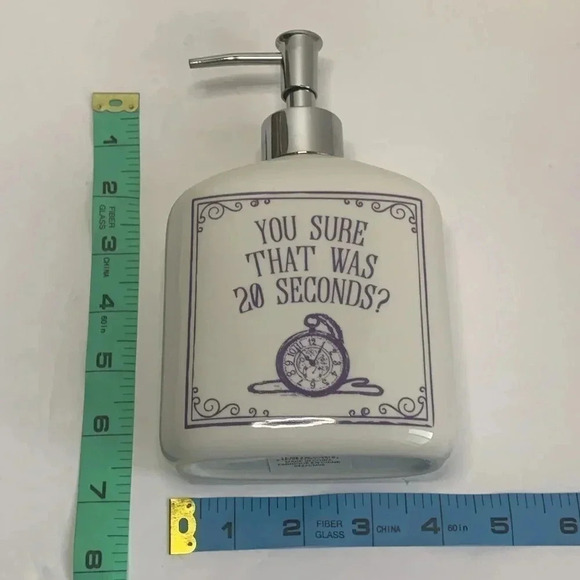 YOU SURE
THAT WAS
20 SECONDS?
1
2
FIBER
GLASS
3
CHINA
4
60in
5
6
7
8
1
2
FIBER
GLASS
3
CHINA
4
60in
5
6